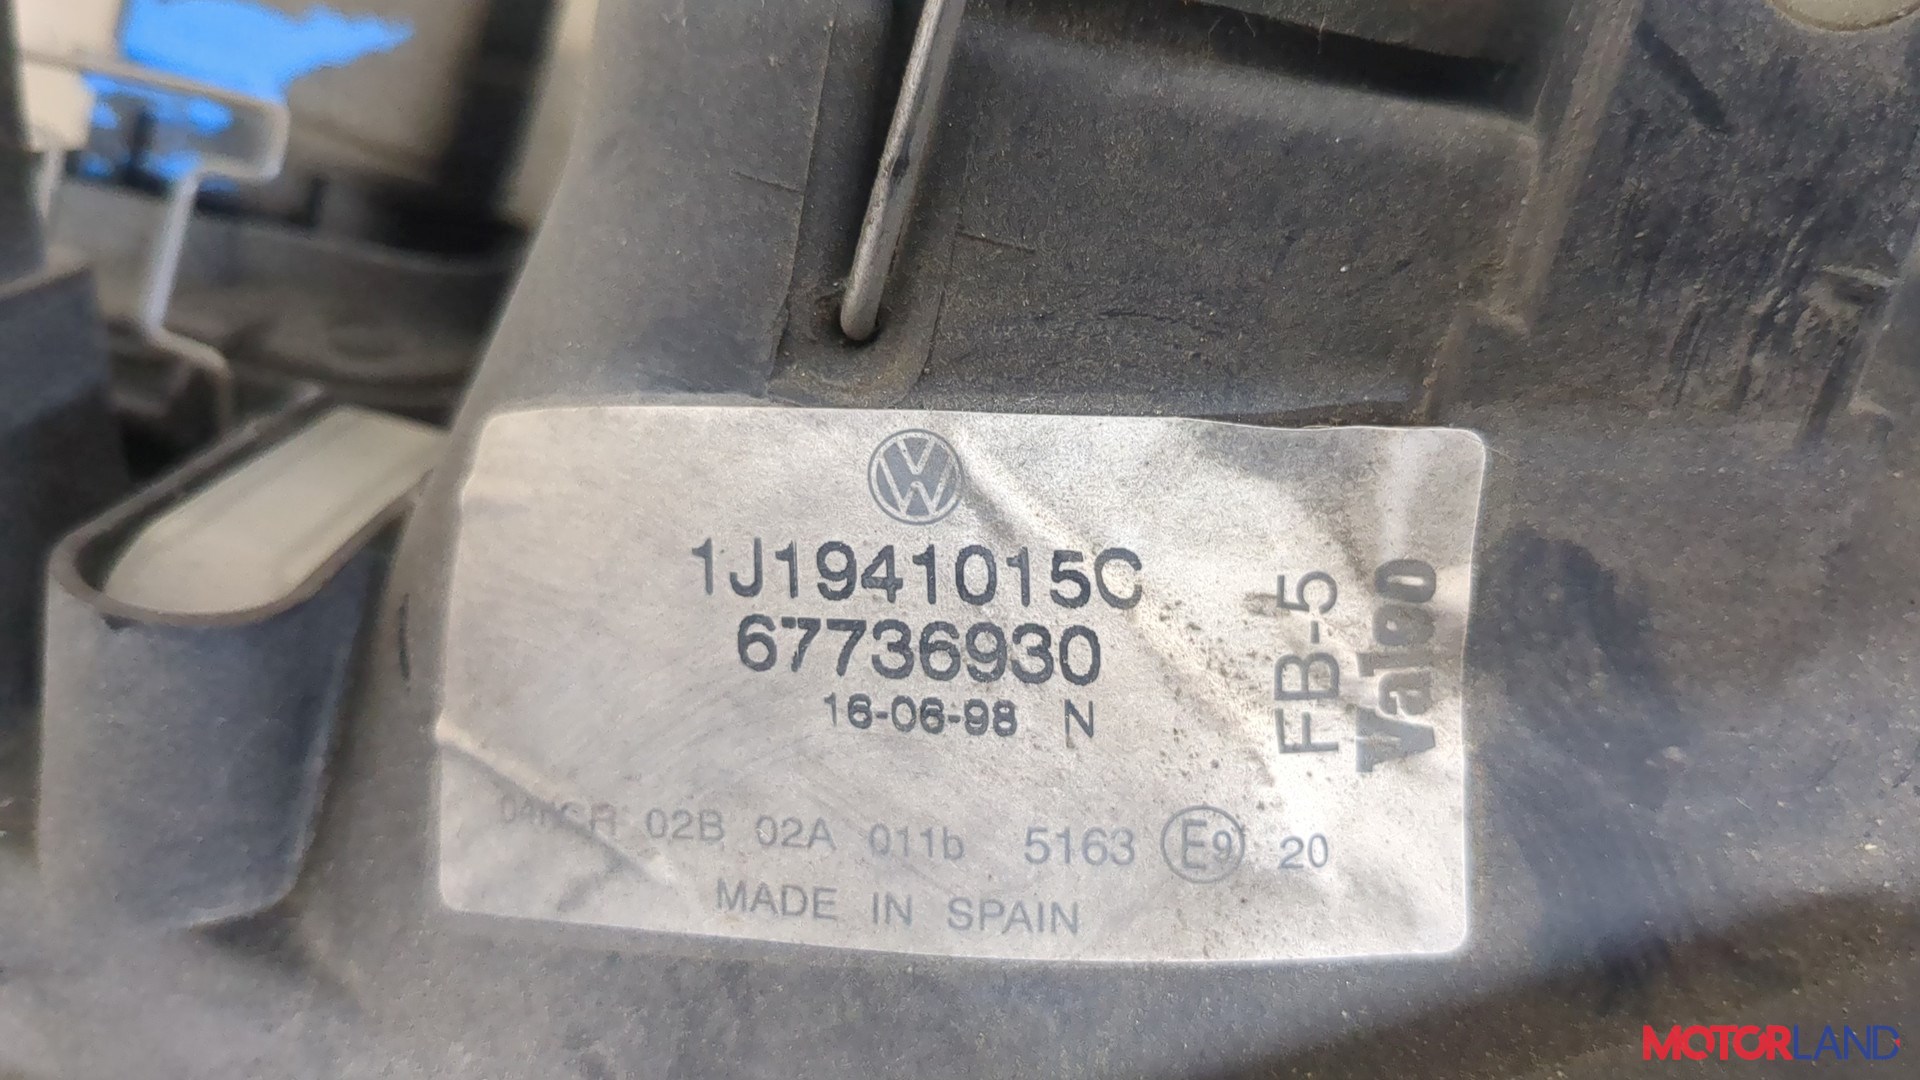 1J1941015C
67736930
16-06-98 N
FB-5
Valeo
02B 02A 011b 5163 E9 20
MADE IN SPAIN
MOTORLAND